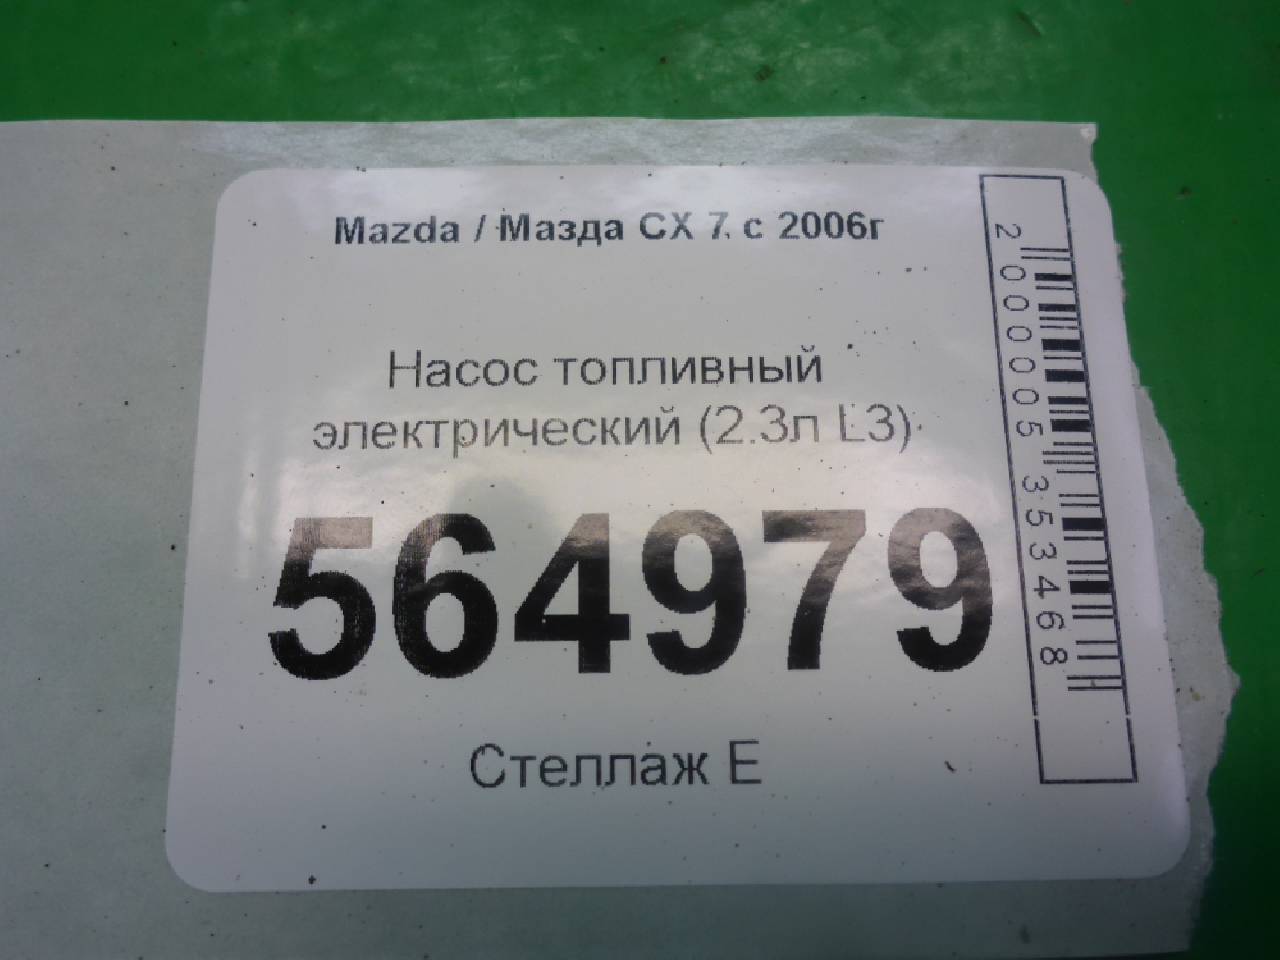 Mazda / Мазда CX 7 с 2006г
Насос топливный
электрический (2.3л L3)
564979
Стеллаж Е
2000005353468